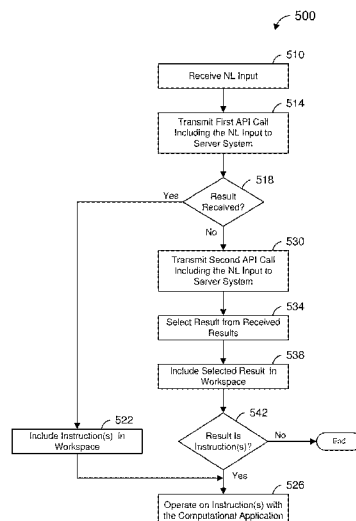 500
510
Receive NL Input
514
Transmit First API Call
Including the NL Input to
Server System
518
Yes
Result
Received?
No
530
Transmit Second API Call
Including the NL Input to
Server System
534
Select Result from Received
Results
538
Include Selected Result in
Workspace
542
522
Include Instruction(s) in
Workspace
Result is
Instruction(s)?
No
End
Yes
526
Operate on Instruction(s) with
the Computational Application